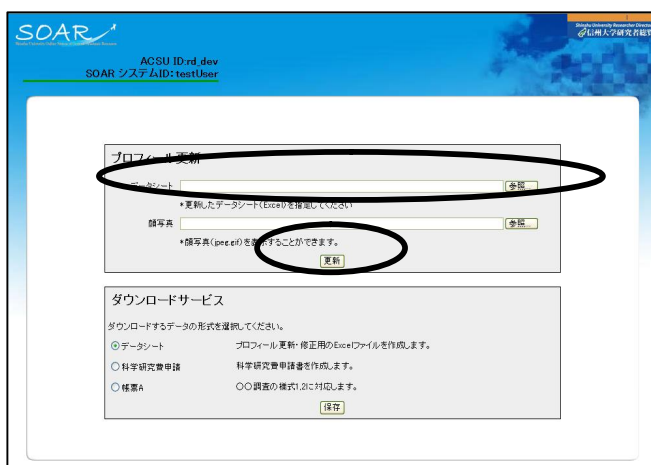 Shinshu University Researcher Directory
信州大学研究者総覧
SOAR
ACSU ID:rd_dev
SOAR システムID:testUser
プロフィール更新
データシート
参照...
*更新したデータシート(Excel)を指定してください
顔写真
参照...
*顔写真(jpeg,gif)を表示することができます。
更新
ダウンロードサービス
ダウンロードするデータの形式を選択してください。
データシート プロフィール更新・修正用のExcelファイルを作成します。
科学研究費申請 科学研究費申請書を作成します。
帳票A 〇〇調査の様式1,2に対応します。
保存